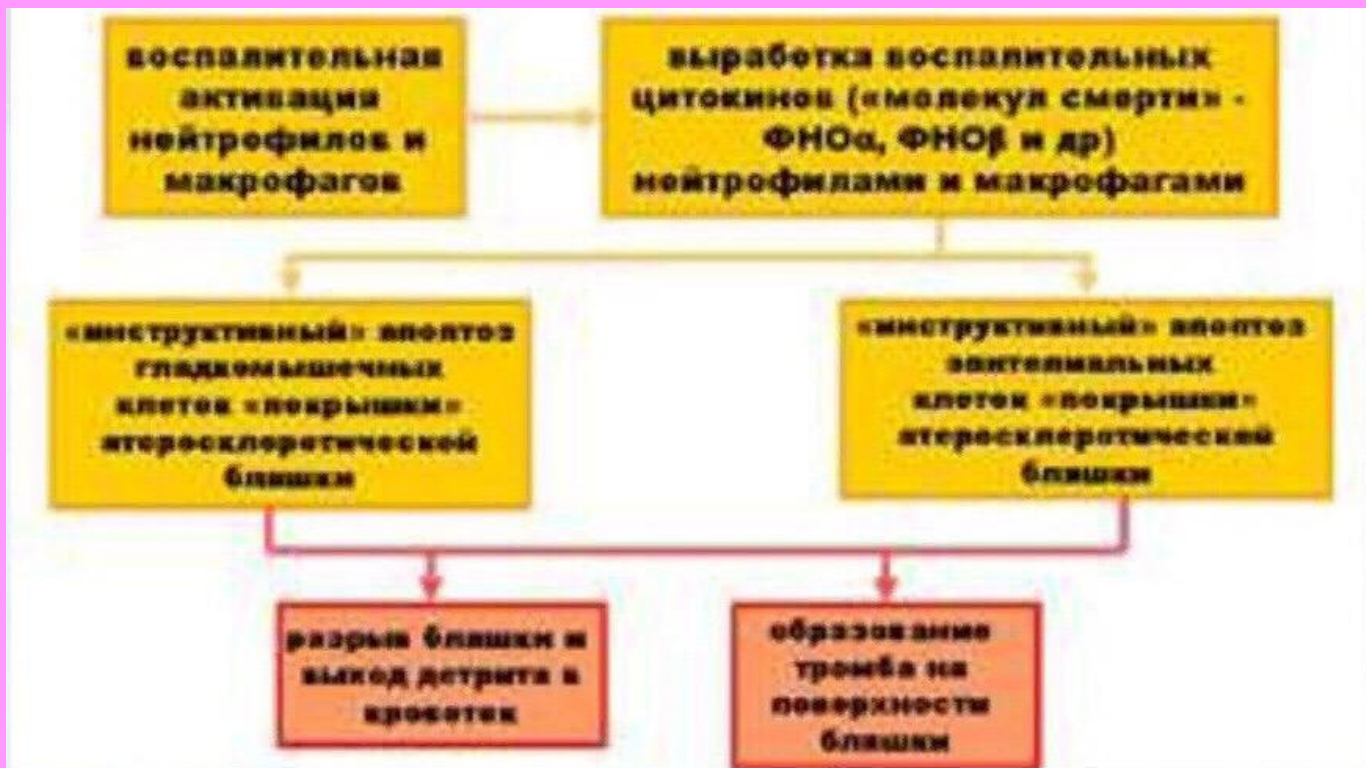 воспалительная
активация
нейтрофилов и
макрофагов
выработка воспалительных
цитокинов («молекул смерти» -
ФНОα, ФНОβ и др)
нейтрофилами и макрофагами
«инструктивный» апоптоз
гладкомышечных
клеток «покрышки»
атеросклеротической
бляшки
«инструктивный» апоптоз
эпителиальных
клеток «покрышки»
атеросклеротической
бляшки
разрыв бляшки и
выход детрита в
кровоток
образование
тромба на
поверхности
бляшки